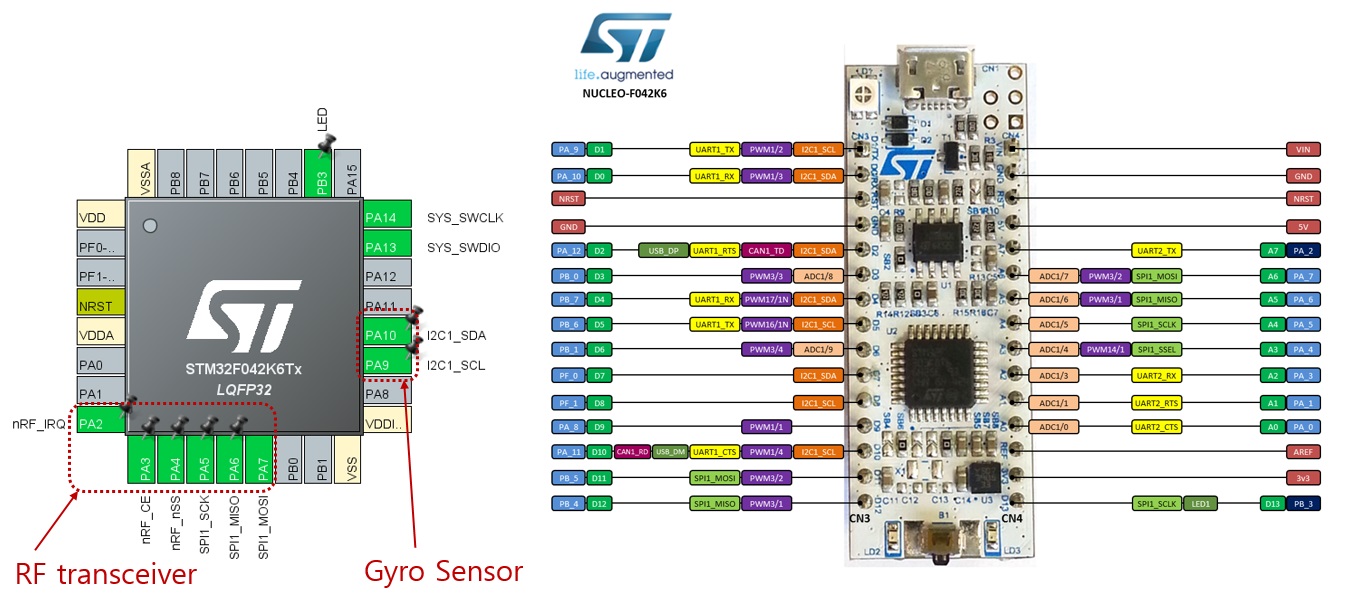 LED
VSSA
PB8
PB7
PB6
PB5
PB4
PB3
PA15
VDD
PF0-..
PF1-..
NRST
VDDA
PA0
PA1
nRF_IRQ PA2
PA14 SYS_SWCLK
PA13 SYS_SWDIO
PA12
PA11
PA10 I2C1_SDA
PA9 I2C1_SCL
PA8
VDDI..
STM32F042K6Tx
LQFP32
PA3
PA4
PA5
PA6
PA7
PB0
PB1
VSS
nRF_CE
nRF_nSS
SPI1_SCK
SPI1_MISO
SPI1_MOSI
RF transceiver
Gyro Sensor
life.augmented
NUCLEO-F042K6
PA_9 D1 UART1_TX PWM1/2 I2C1_SCL
PA_10 D0 UART1_RX PWM1/3 I2C1_SDA
NRST
GND
PA_12 D2 USB_DP UART1_RTS CAN1_TD I2C1_SDA
PB_0 D3 PWM3/3 ADC1/8
PB_7 D4 UART1_RX PWM17/1N I2C1_SDA
PB_6 D5 UART1_TX PWM16/1N I2C1_SCL
PB_1 D6 PWM3/4 ADC1/9
PF_0 D7 I2C1_SDA
PF_1 D8 I2C1_SCL
PA_8 D9 PWM1/1
PA_11 D10 CAN1_RD USB_DM UART1_CTS PWM1/4 I2C1_SCL
PB_5 D11 SPI1_MOSI PWM3/2
PB_4 D12 SPI1_MISO PWM3/1
CN1
CN3
CN4
U1
U2
X1
U3
B1
CN3
CN4
LD2
LD3
VIN
GND
NRST
5V
UART2_TX A7 PA_2
ADC1/7 PWM3/2 SPI1_MOSI A6 PA_7
ADC1/6 PWM3/1 SPI1_MISO A5 PA_6
ADC1/5 SPI1_SCLK A4 PA_5
ADC1/4 PWM14/1 SPI1_SSEL A3 PA_4
ADC1/3 UART2_RX A2 PA_3
ADC1/1 UART2_RTS A1 PA_1
ADC1/0 UART2_CTS A0 PA_0
AREF
3v3
SPI1_SCLK LED1 D13 PB_3